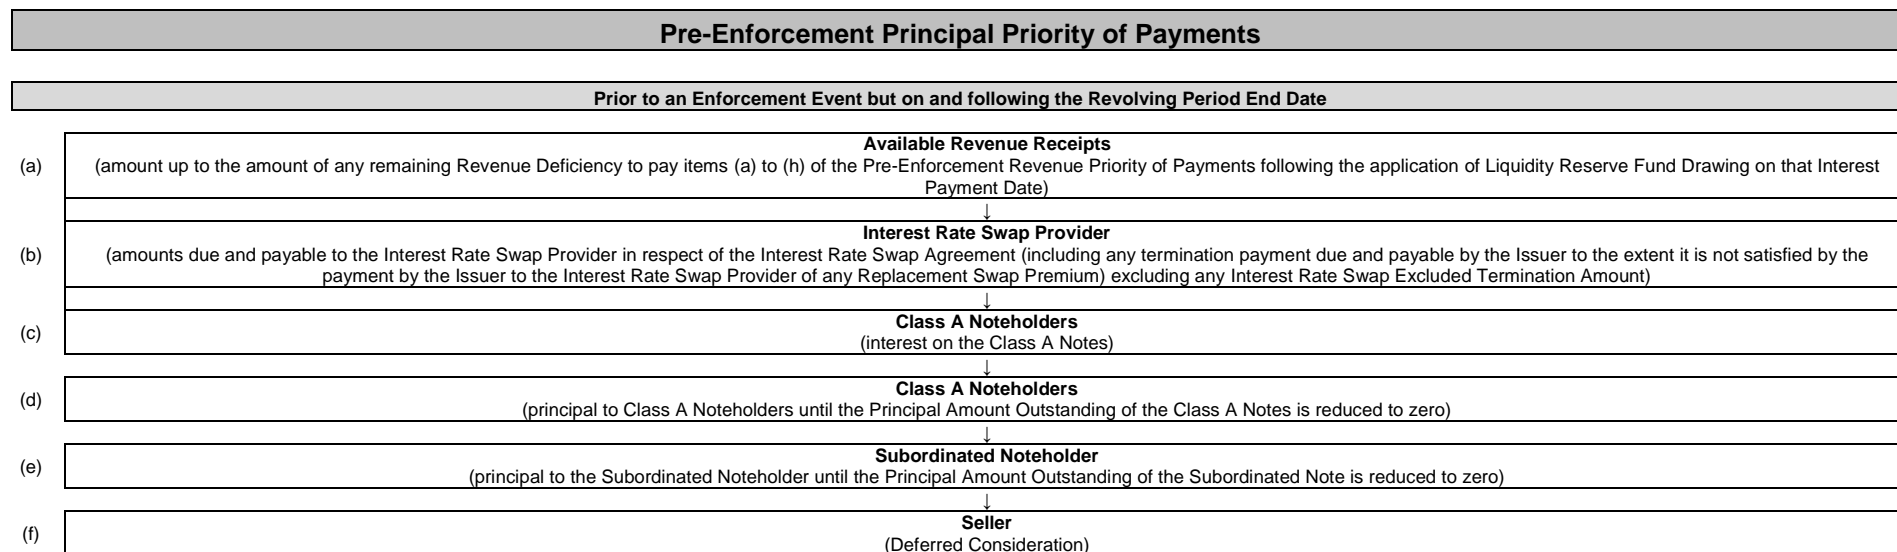 Pre-Enforcement Principal Priority of Payments
Prior to an Enforcement Event but on and following the Revolving Period End Date
(a)
Available Revenue Receipts
(amount up to the amount of any remaining Revenue Deficiency to pay items (a) to (h) of the Pre-Enforcement Revenue Priority of Payments following the application of Liquidity Reserve Fund Drawing on that Interest
Payment Date)
↓
(b)
Interest Rate Swap Provider
(amounts due and payable to the Interest Rate Swap Provider in respect of the Interest Rate Swap Agreement (including any termination payment due and payable by the Issuer to the extent it is not satisfied by the
payment by the Issuer to the Interest Rate Swap Provider of any Replacement Swap Premium) excluding any Interest Rate Swap Excluded Termination Amount)
↓
(c)
Class A Noteholders
(interest on the Class A Notes)
↓
(d)
Class A Noteholders
(principal to Class A Noteholders until the Principal Amount Outstanding of the Class A Notes is reduced to zero)
↓
(e)
Subordinated Noteholder
(principal to the Subordinated Noteholder until the Principal Amount Outstanding of the Subordinated Note is reduced to zero)
↓
(f)
Seller
(Deferred Consideration)